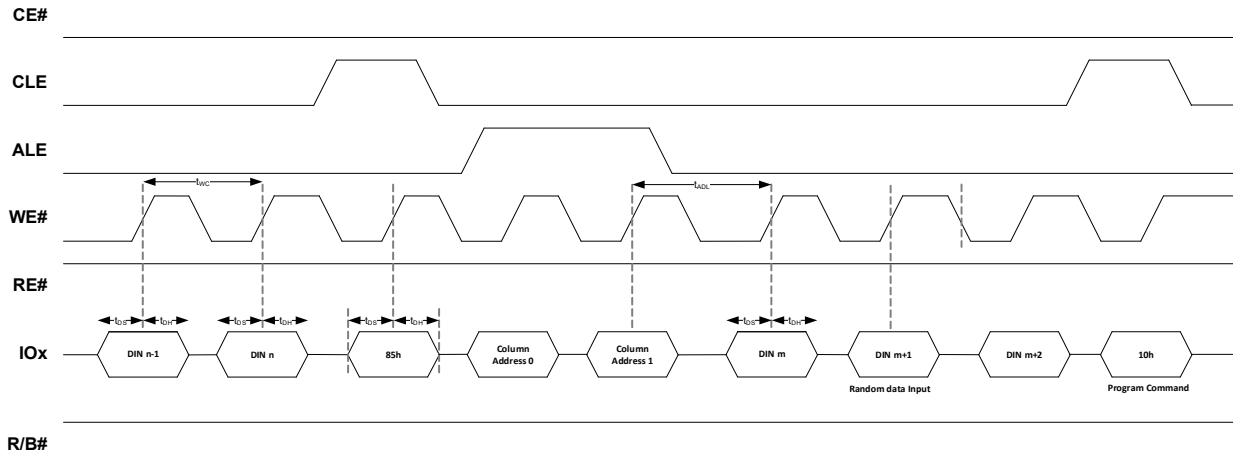 CE#
CLE
ALE
tWC
tADL
WE#
RE#
tDS tDH tDS tDH tDS tDH tDS tDH
IOx
DIN n-1 DIN n 85h Column Address 0 Column Address 1 DIN m DIN m+1 DIN m+2 10h
Random data Input Program Command
R/B#